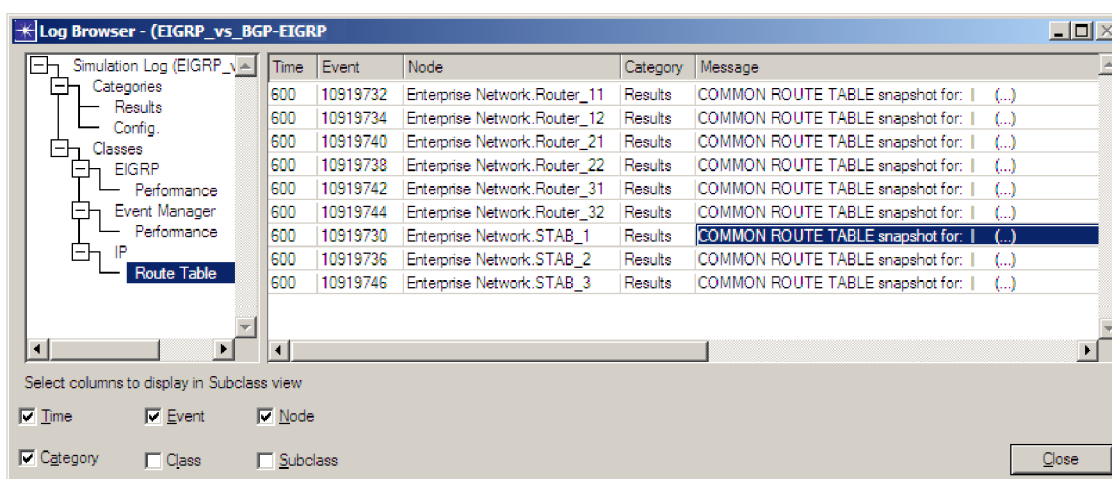 Log Browser - (EIGRP_vs_BGP-EIGRP
Simulation Log (EIGRP_v
Categories
Results
Config.
Classes
EIGRP
Performance
Event Manager
Performance
IP
Route Table
Time Event Node Category Message
600 10919732 Enterprise Network.Router_11 Results COMMON ROUTE TABLE snapshot for: | (...)
600 10919734 Enterprise Network.Router_12 Results COMMON ROUTE TABLE snapshot for: | (...)
600 10919740 Enterprise Network.Router_21 Results COMMON ROUTE TABLE snapshot for: | (...)
600 10919738 Enterprise Network.Router_22 Results COMMON ROUTE TABLE snapshot for: | (...)
600 10919742 Enterprise Network.Router_31 Results COMMON ROUTE TABLE snapshot for: | (...)
600 10919744 Enterprise Network.Router_32 Results COMMON ROUTE TABLE snapshot for: | (...)
600 10919730 Enterprise Network.STAB_1 Results COMMON ROUTE TABLE snapshot for: | (...)
600 10919736 Enterprise Network.STAB_2 Results COMMON ROUTE TABLE snapshot for: | (...)
600 10919746 Enterprise Network.STAB_3 Results COMMON ROUTE TABLE snapshot for: | (...)
Select columns to display in Subclass view
Time Event Node
Category Class Subclass
Close